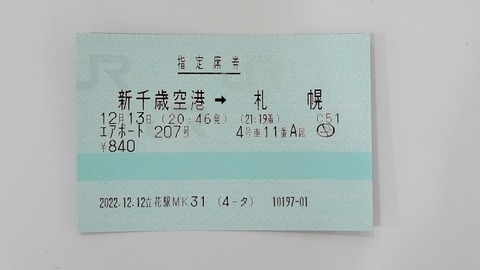 指定席券
新千歳空港 → 札幌
12月13日 (20:46発) (21:19着) C51
エアポート 207号 4号車11番A席
¥840
2022.12.12立花駅MK31 (4-タ) 10197-01